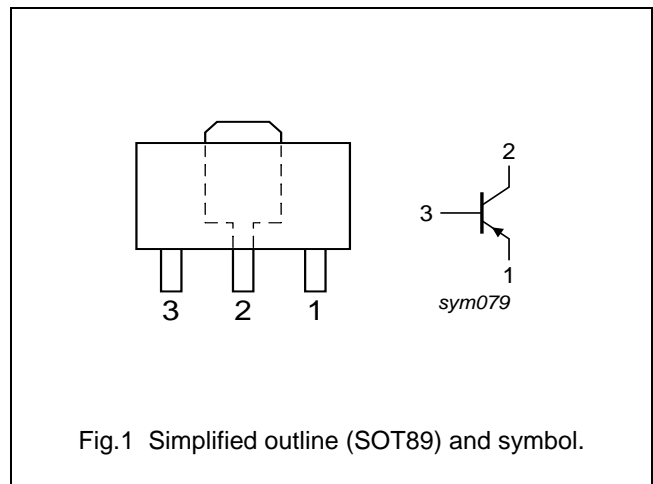 2
3
1
3 2 1
sym079
Fig.1 Simplified outline (SOT89) and symbol.